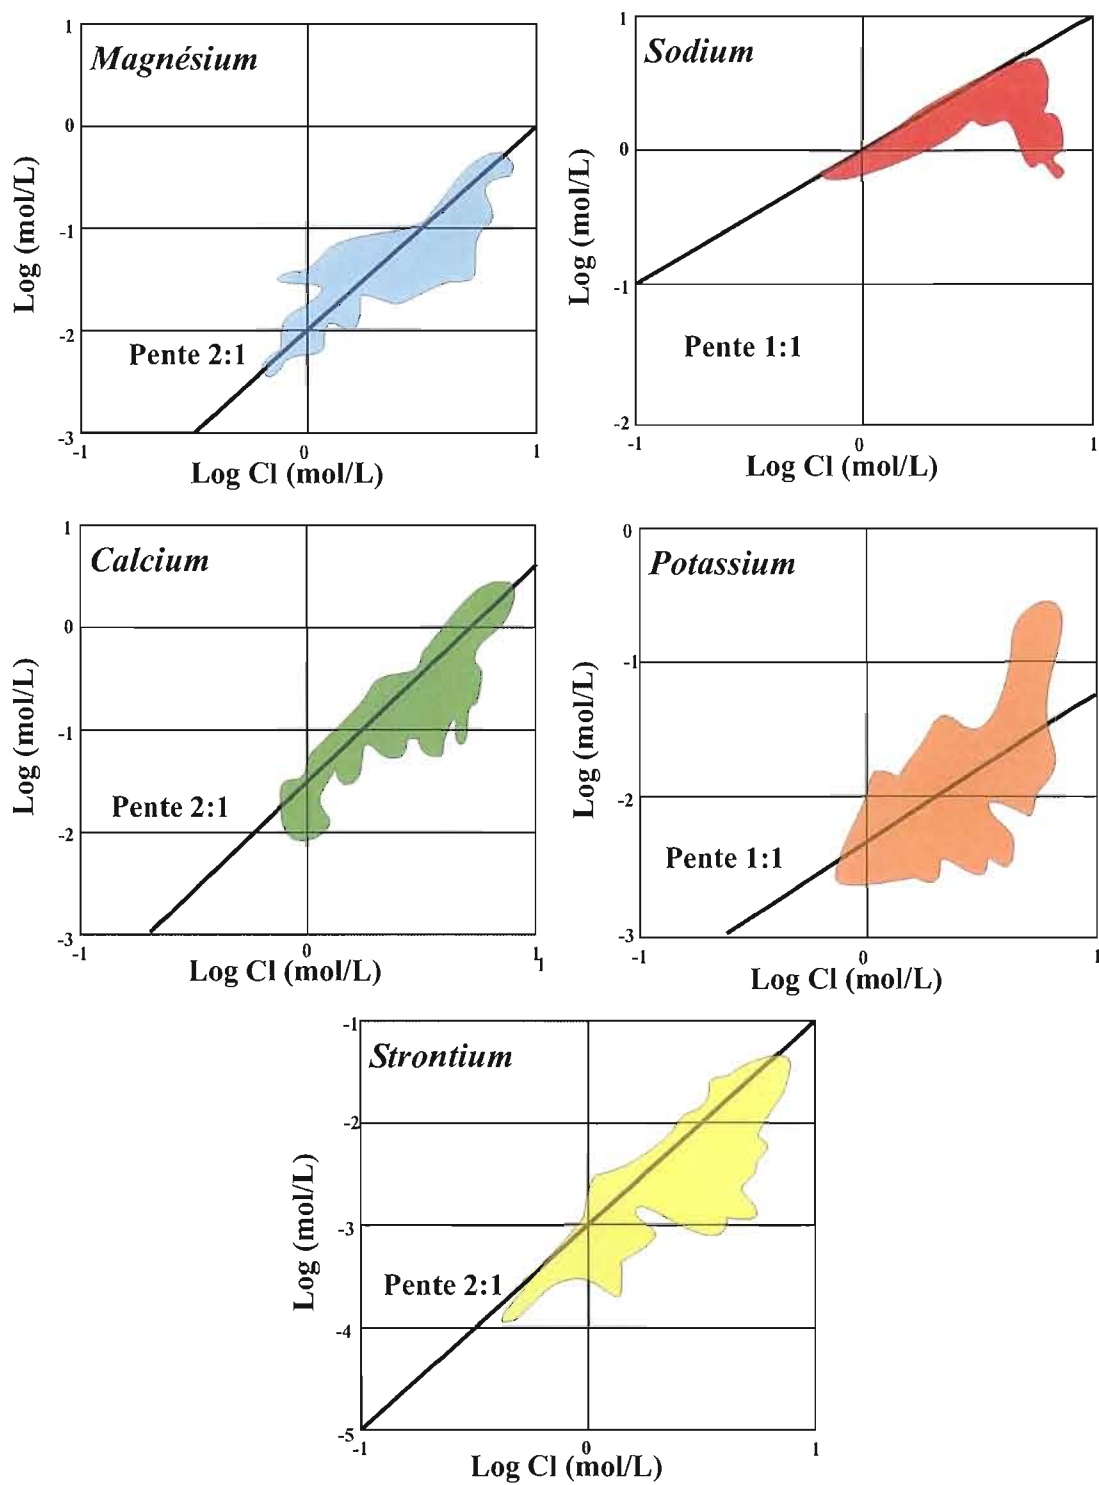 Magnésium
1
0
-1
-2
-3
Log (mol/L)
Pente 2:1
-1
0
1
Log Cl (mol/L)
Sodium
1
0
-1
-2
Log (mol/L)
Pente 1:1
-1
0
1
Log Cl (mol/L)
Calcium
1
0
-1
-2
-3
Log (mol/L)
Pente 2:1
-1
0
1
1
Log Cl (mol/L)
Potassium
0
-1
-2
-3
Log (mol/L)
Pente 1:1
-1
0
1
Log Cl (mol/L)
Strontium
-1
-2
-3
-4
-5
Log (mol/L)
Pente 2:1
-1
0
1
Log Cl (mol/L)